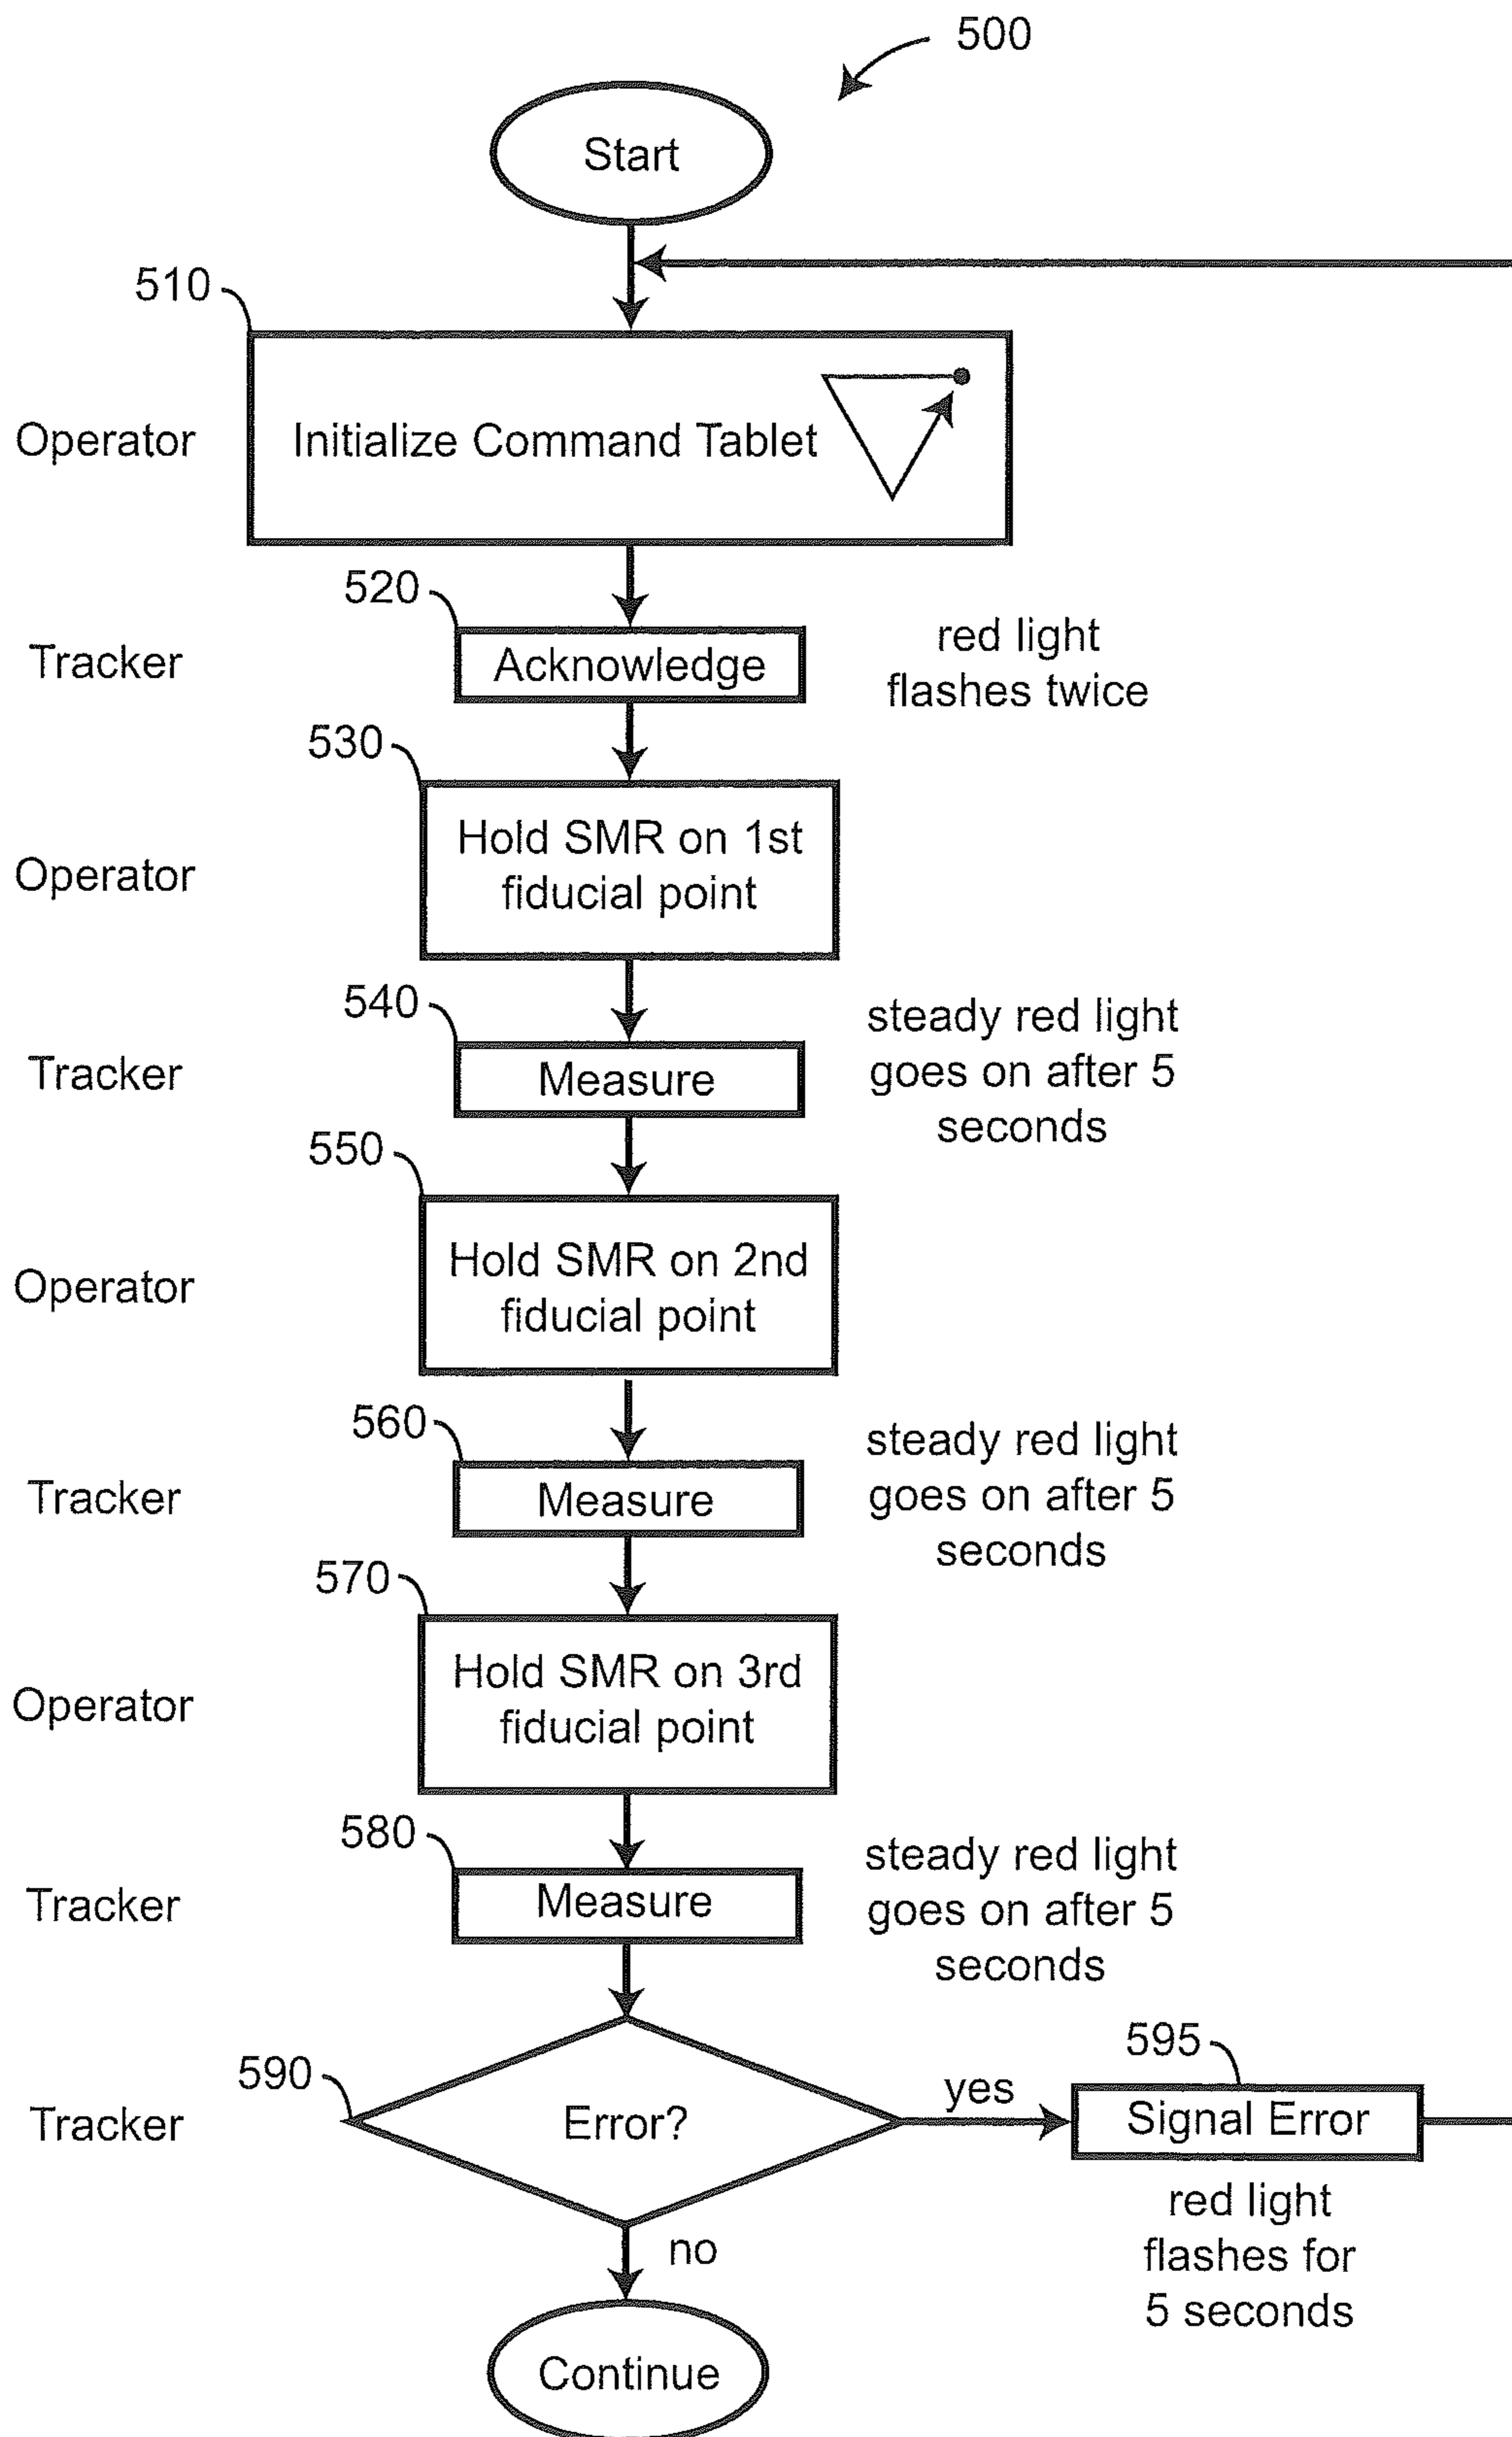 500
Start
510
Operator
Initialize Command Tablet
520
Tracker
Acknowledge
red light
flashes twice
530
Operator
Hold SMR on 1st
fiducial point
540
Tracker
Measure
steady red light
goes on after 5
seconds
550
Operator
Hold SMR on 2nd
fiducial point
560
Tracker
Measure
steady red light
goes on after 5
seconds
570
Operator
Hold SMR on 3rd
fiducial point
580
Tracker
Measure
steady red light
goes on after 5
seconds
590
Tracker
Error?
yes
595
Signal Error
red light
flashes for
5 seconds
no
Continue